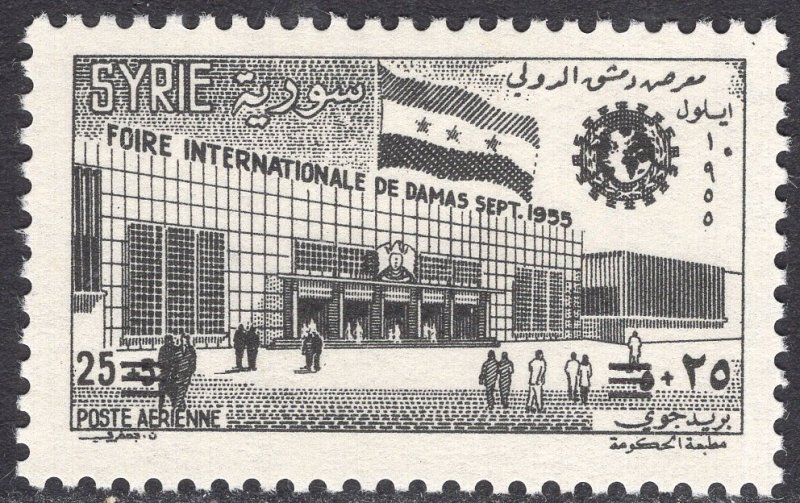 SYRIE سورية
معرض دمشق الدولي
ايلول
١٩٥٥
FOIRE INTERNATIONALE DE DAMAS SEPT. 1955
25
٢٥ +
POSTE AERIENNE
بريد جوي
مطبعة الحكومة